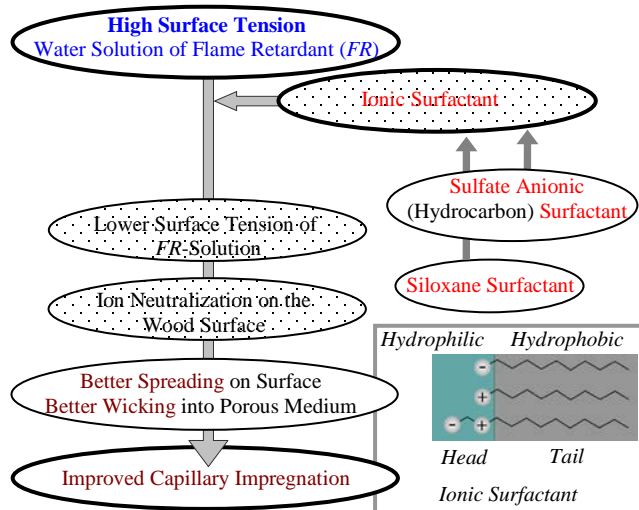 High Surface Tension
Water Solution of Flame Retardant (FR)
Ionic Surfactant
Sulfate Anionic
(Hydrocarbon) Surfactant
Siloxane Surfactant
Lower Surface Tension of
FR-Solution
Ion Neutralization on the
Wood Surface
Better Spreading on Surface
Better Wicking into Porous Medium
Improved Capillary Impregnation
Hydrophilic Hydrophobic
-
+
- +
Head Tail
Ionic Surfactant